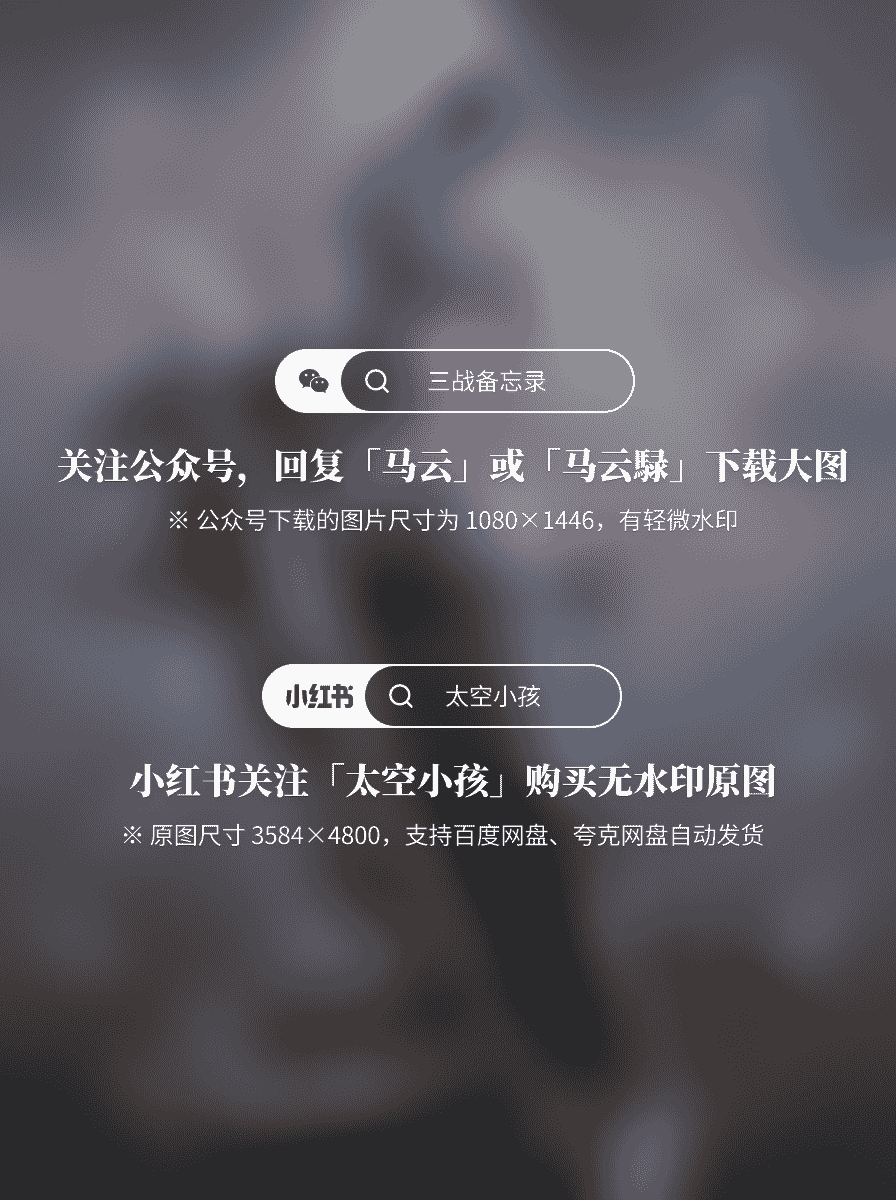 三战备忘录
关注公众号，回复「马云」或「马云騄」下载大图
※ 公众号下载的图片尺寸为 1080×1446，有轻微水印
小红书 太空小孩
小红书关注「太空小孩」购买无水印原图
※ 原图尺寸 3584×4800，支持百度网盘、夸克网盘自动发货